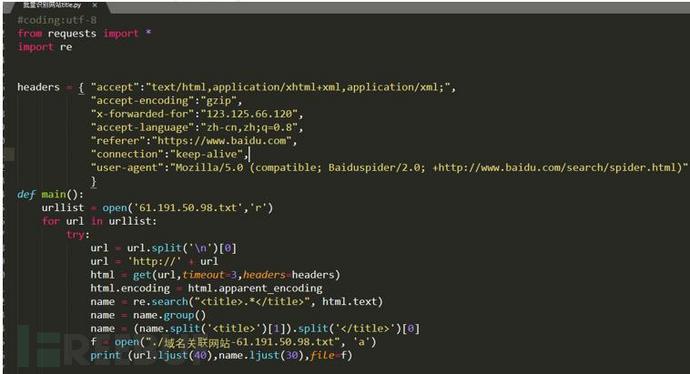 批量识别网站title.py
#coding:utf-8
from requests import *
import re
headers = { "accept":"text/html,application/xhtml+xml,application/xml;",
"accept-encoding":"gzip",
"x-forwarded-for":"123.125.66.120",
"accept-language":"zh-cn,zh;q=0.8",
"referer":"https://www.baidu.com",
"connection":"keep-alive",
"user-agent":"Mozilla/5.0 (compatible; Baiduspider/2.0; +http://www.baidu.com/search/spider.html)"
}
def main():
urllist = open('61.191.50.98.txt','r')
for url in urllist:
try:
url = url.split('\n')[0]
url = 'http://' + url
html = get(url,timeout=3,headers=headers)
html.encoding = html.apparent_encoding
name = re.search("<title>.*</title>", html.text)
name = name.group()
name = (name.split('<title>')[1]).split('</title>')[0]
f = open("./域名关联网站-61.191.50.98.txt", 'a')
print (url.ljust(40),name.ljust(30),file=f)